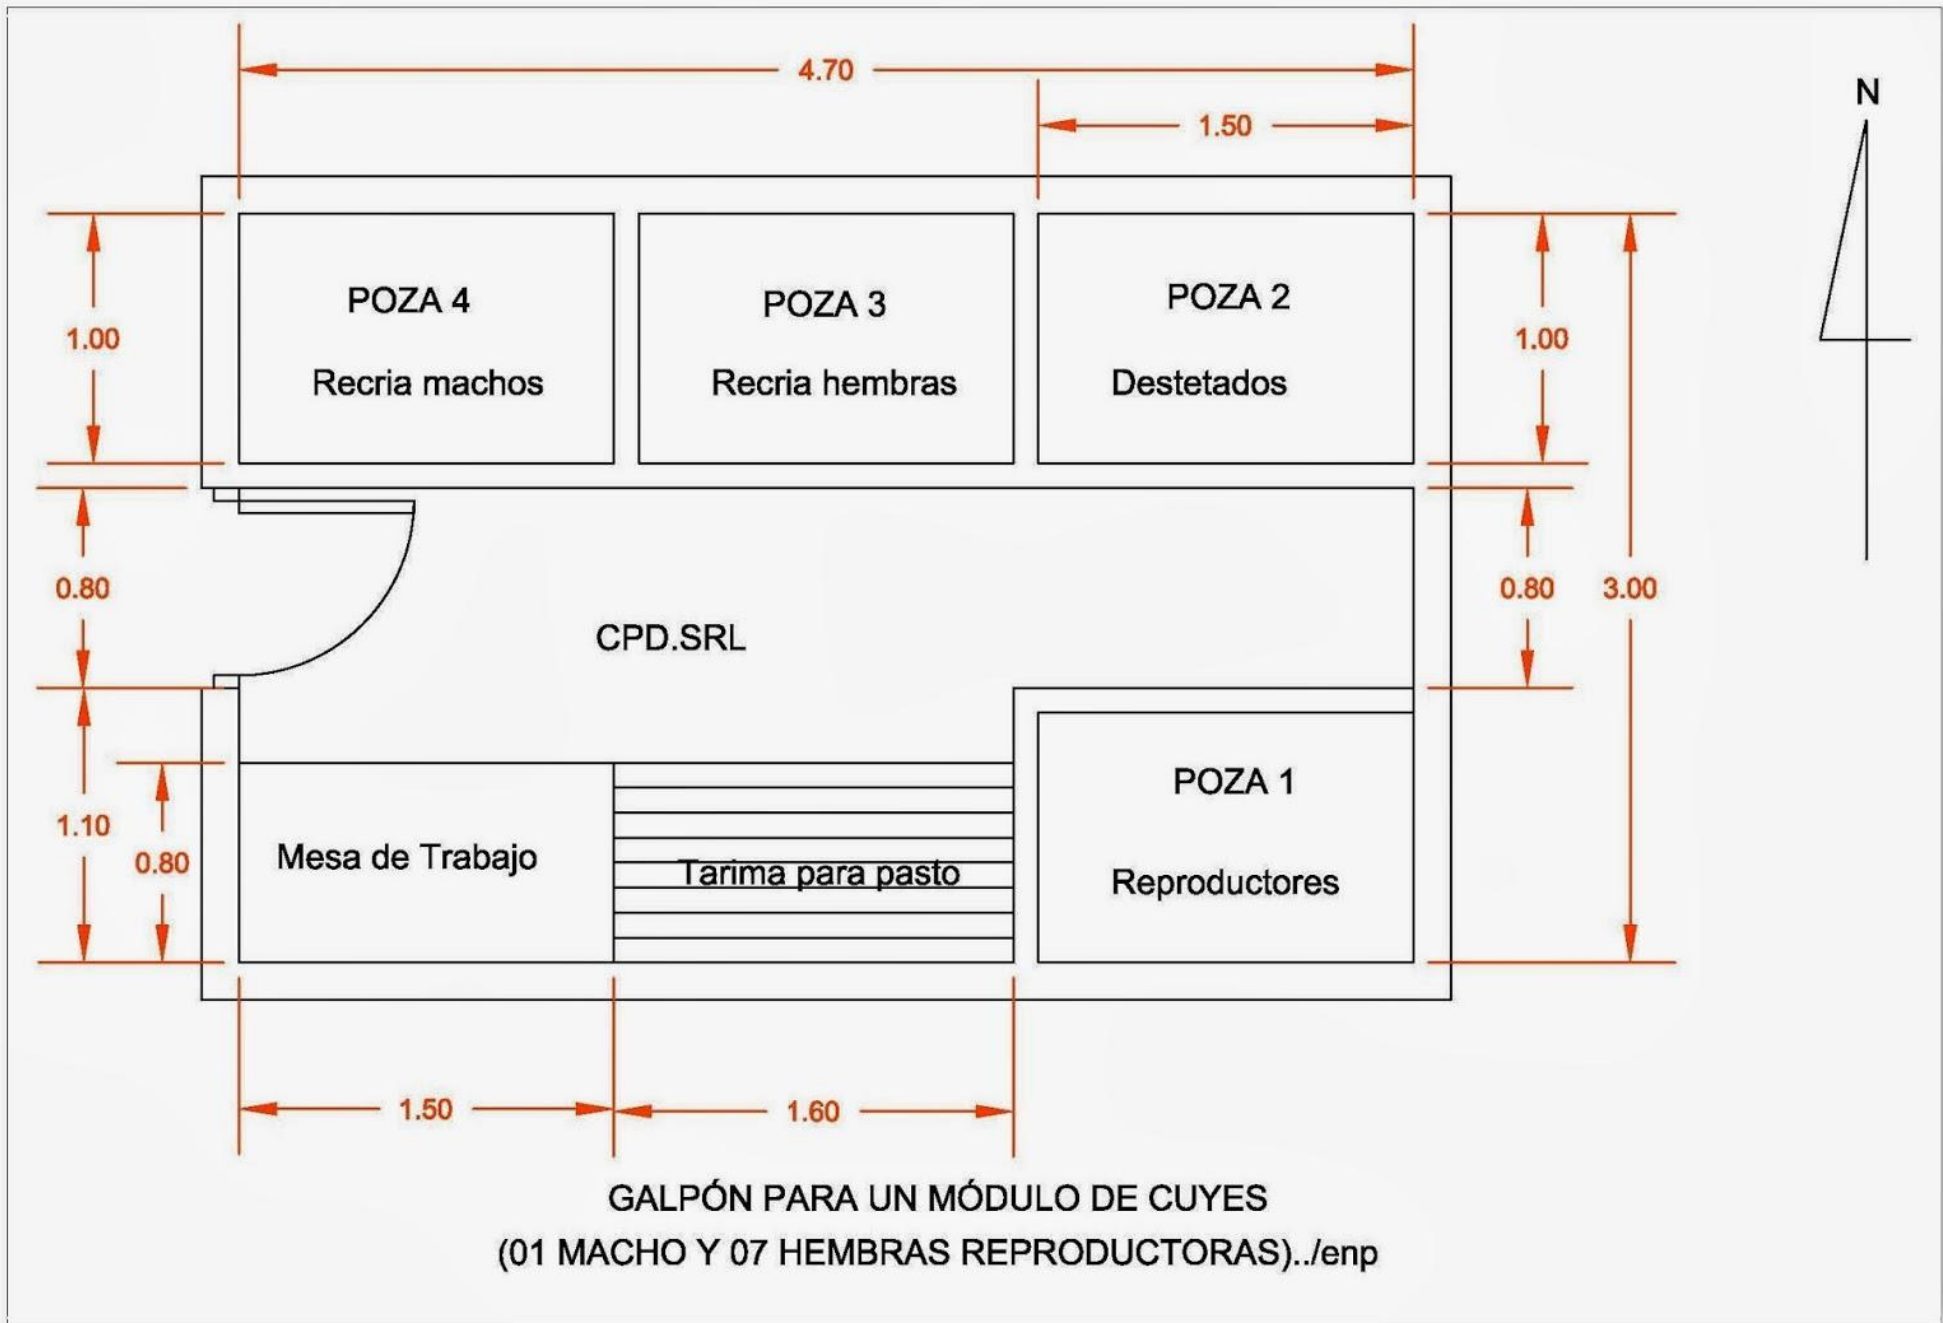 4.70
1.50
N
POZA 4
POZA 3
POZA 2
1.00
1.00
Recria machos
Recria hembras
Destetados
0.80
0.80
3.00
CPD.SRL
1.10
0.80
POZA 1
Mesa de Trabajo
Tarima para pasto
Reproductores
1.50
1.60
GALPÓN PARA UN MÓDULO DE CUYES
(01 MACHO Y 07 HEMBRAS REPRODUCTORAS)../enp